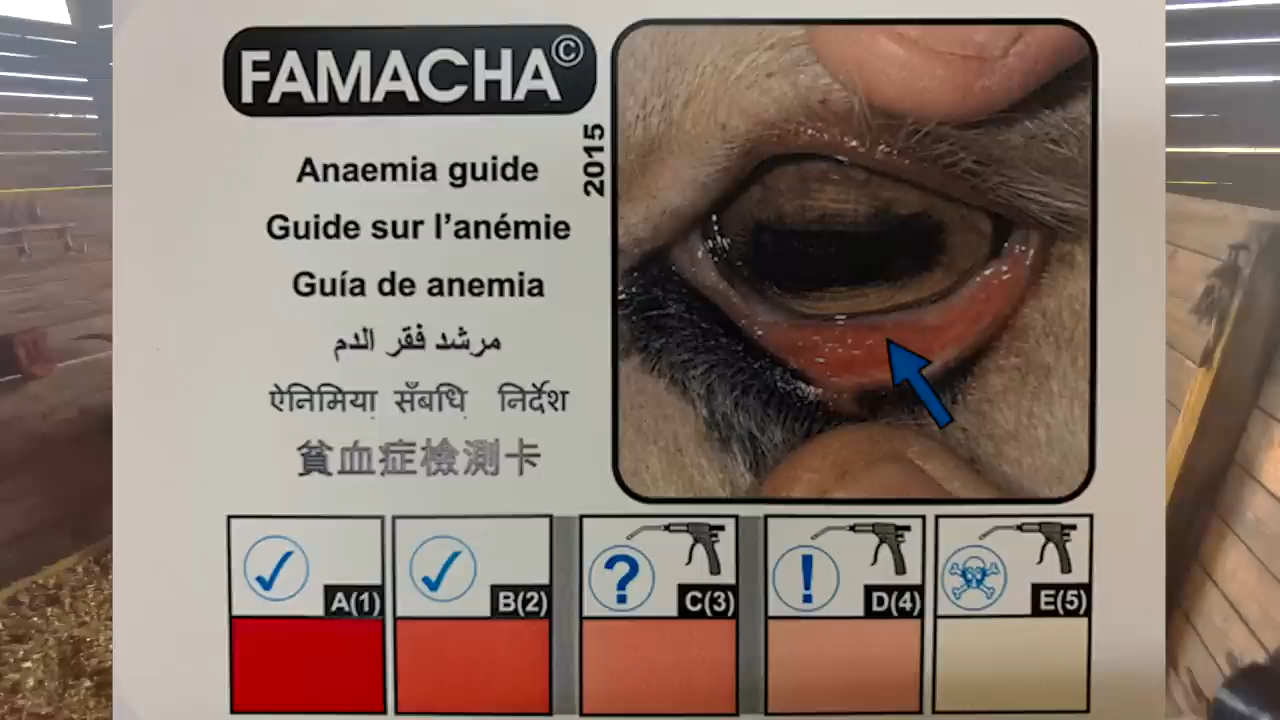 FAMACHA©
2015
Anaemia guide
Guide sur l'anémie
Guía de anemia
مرشد فقر الدم
ऐनिमिया़ सँबधि़ निर्देश
貧血症檢測卡
A(1) B(2) C(3) D(4) E(5)